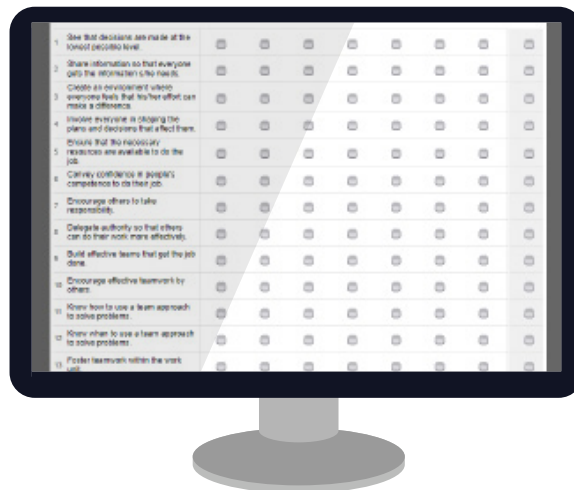 1 See that decisions are made at the
lowest possible level.
2 Share information so that everyone
gets the information s/he needs.
3 Create an environment where
everyone feels that his/her effort can
make a difference.
4 Involve everyone in shaping the
plans and decisions that affect them.
5 Ensure that the necessary
resources are available to do the
job.
6 Convey confidence in people's
competence to do their job.
7 Encourage others to take
responsibility.
8 Delegate authority so that others
can do their work more effectively.
9 Build effective teams that get the job
done.
10 Encourage effective teamwork by
others.
11 Know how to use a team approach
to solve problems.
12 Know when to use a team approach
to solve problems.
13 Foster teamwork within the work
unit.